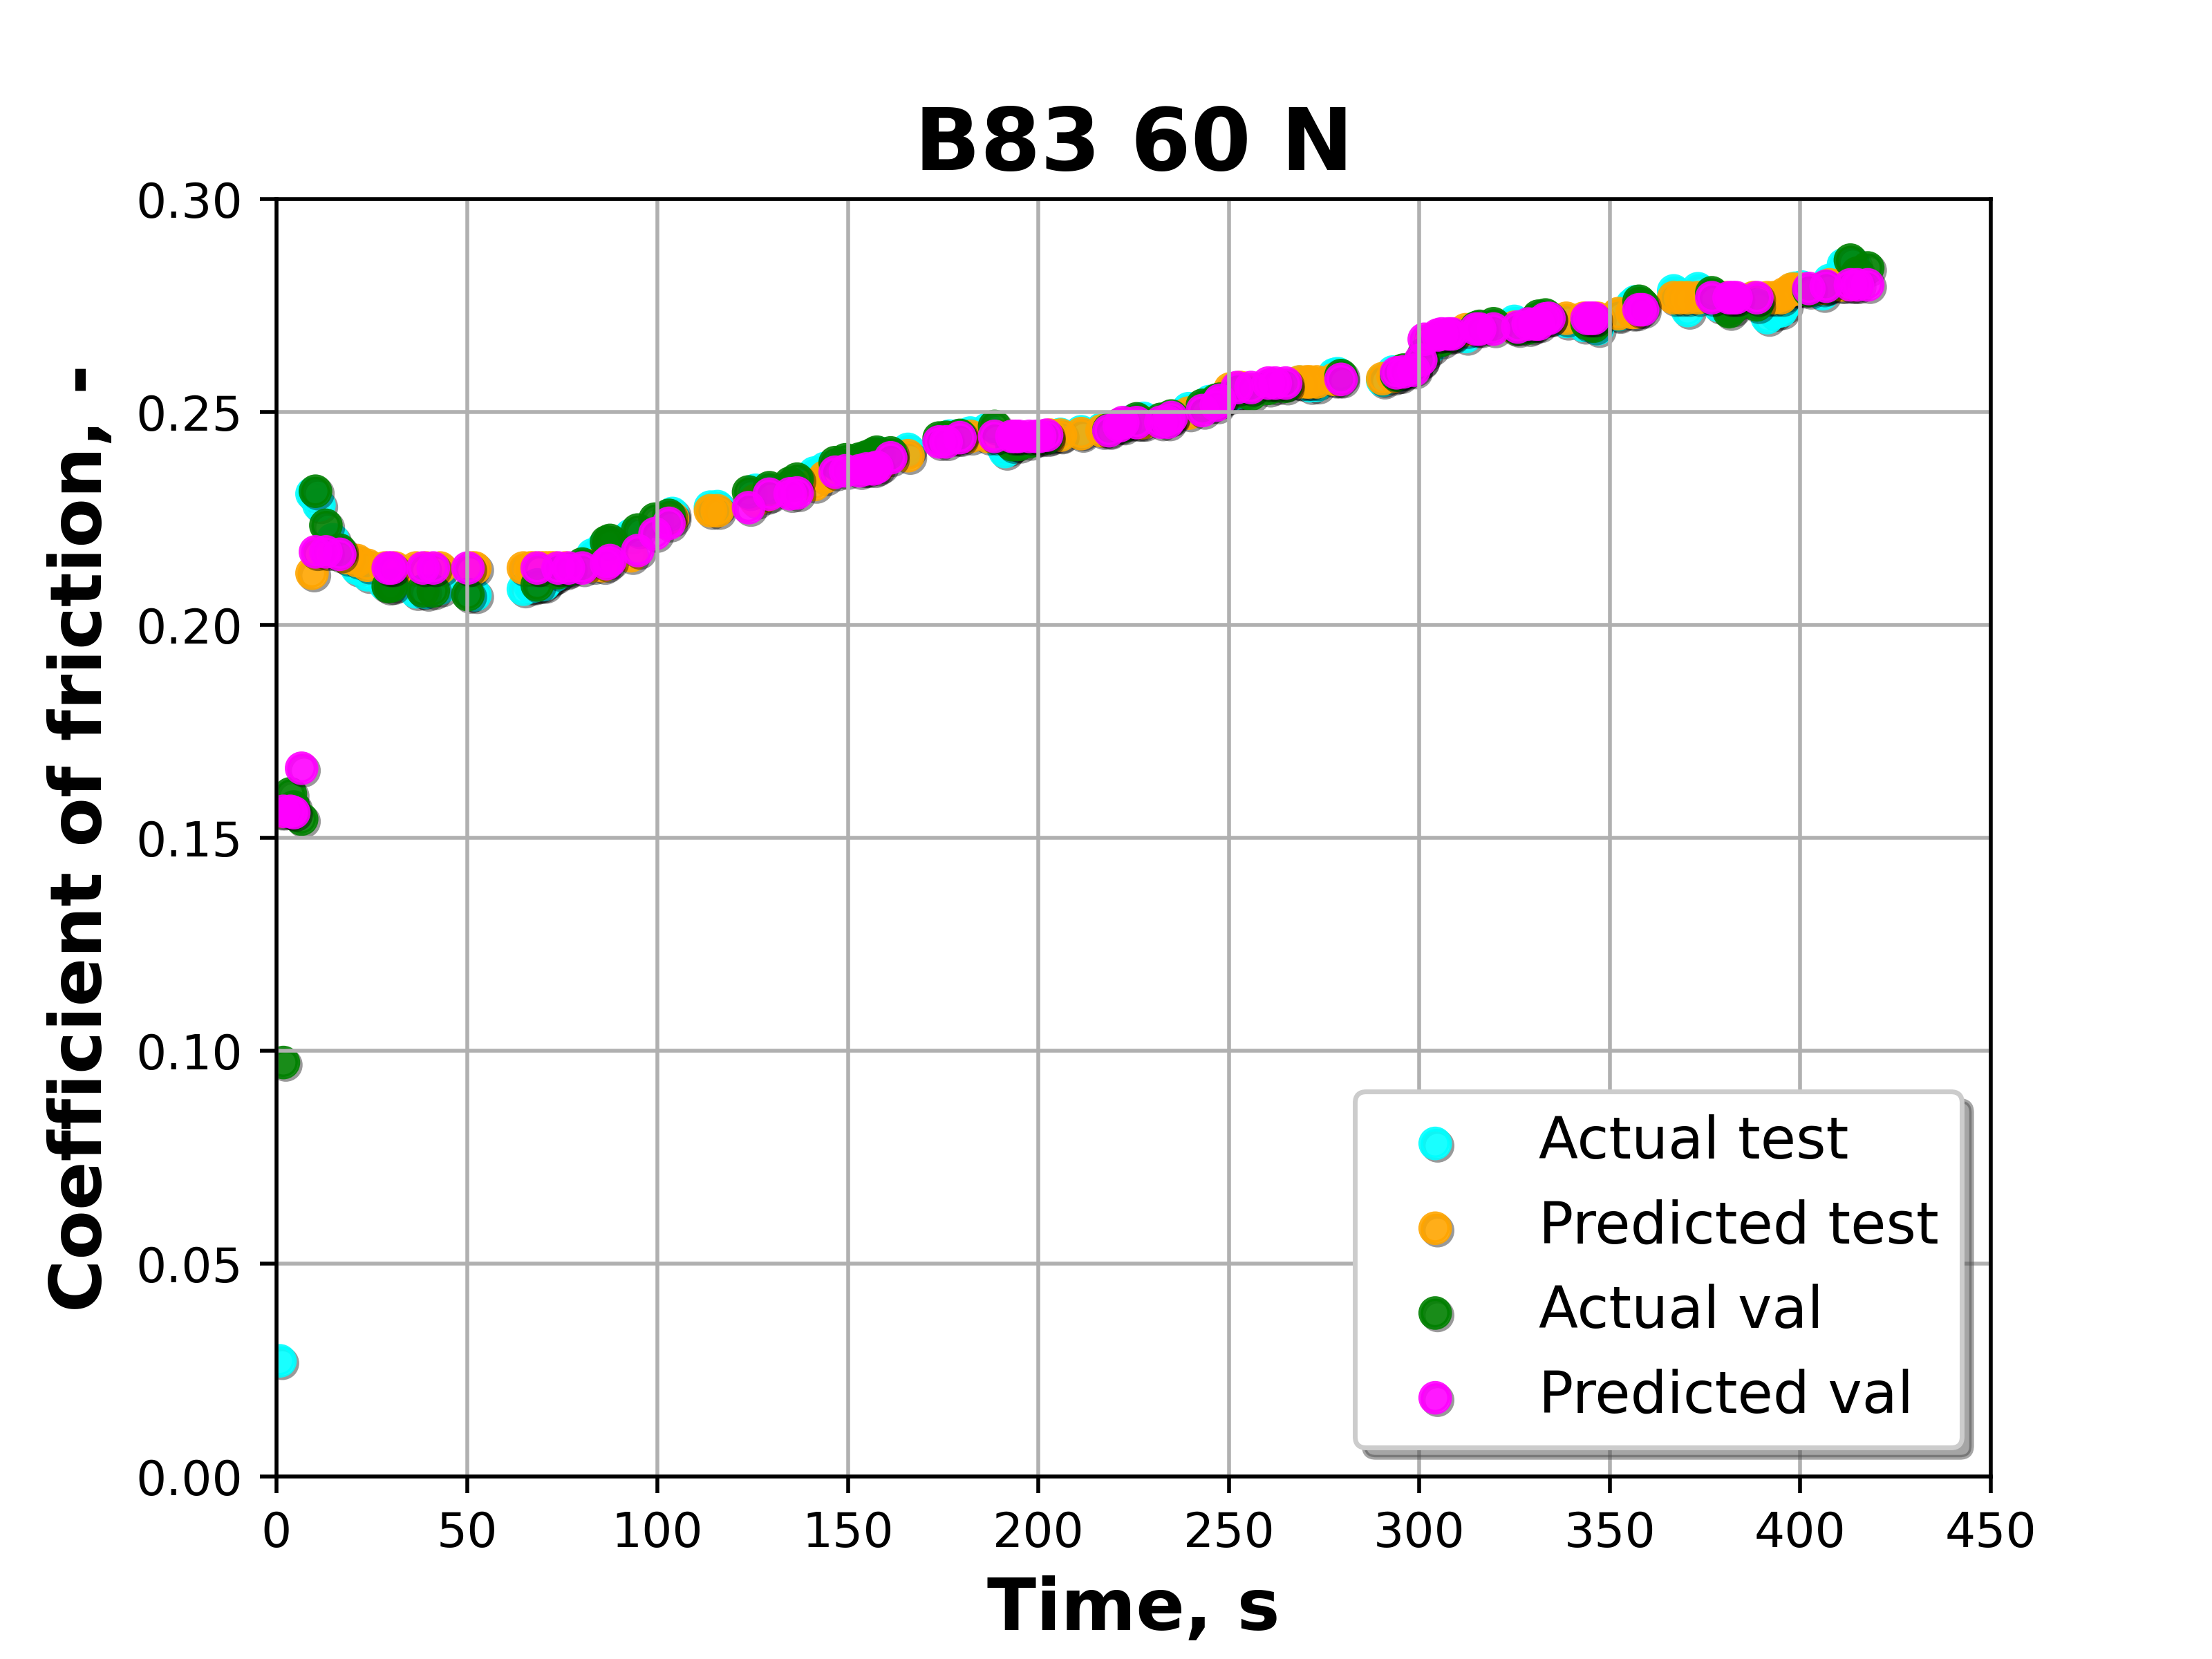 B83 60 N
Coefficient of friction, -
0.30
0.25
0.20
0.15
0.10
0.05
0.00
0 50 100 150 200 250 300 350 400 450
Time, s
Actual test
Predicted test
Actual val
Predicted val